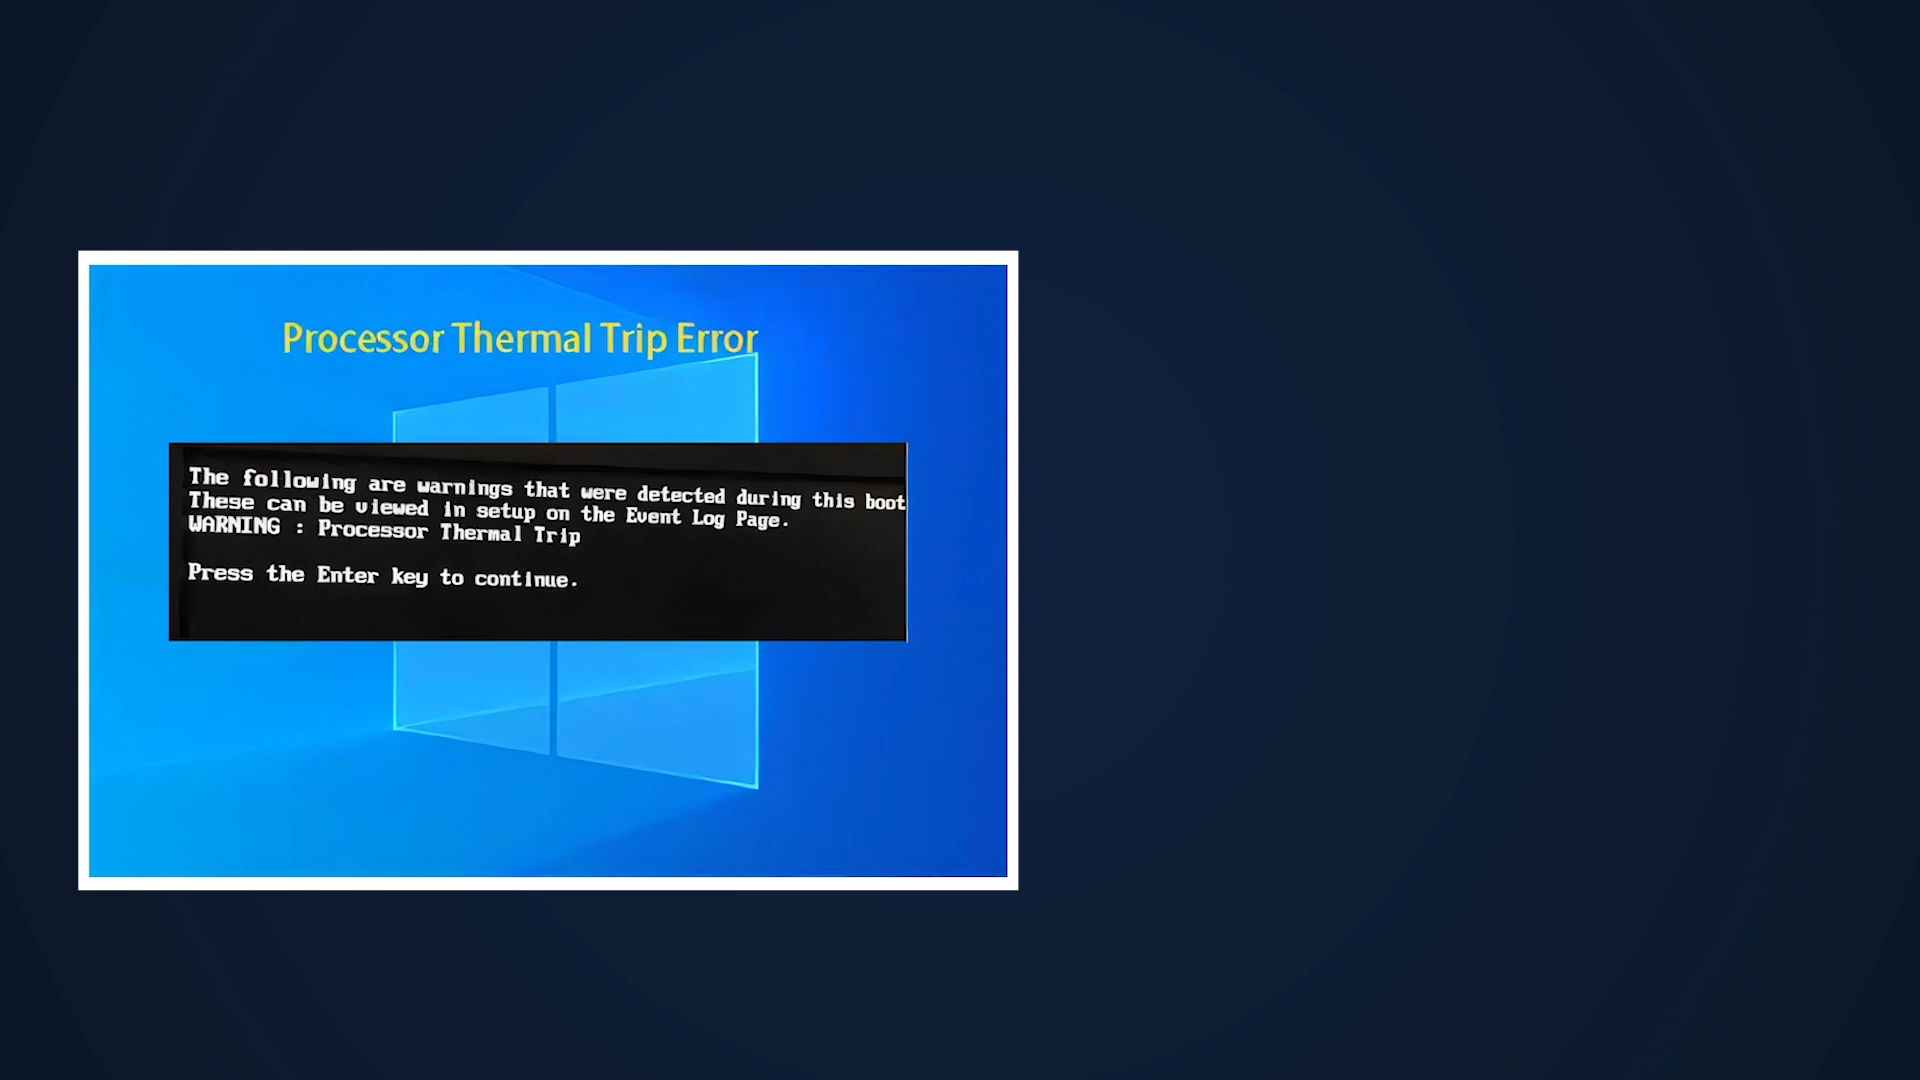 Processor Thermal Trip Error
The following are warnings that were detected during this boot
These can be viewed in setup on the Event Log Page.
WARNING : Processor Thermal Trip
Press the Enter key to continue.